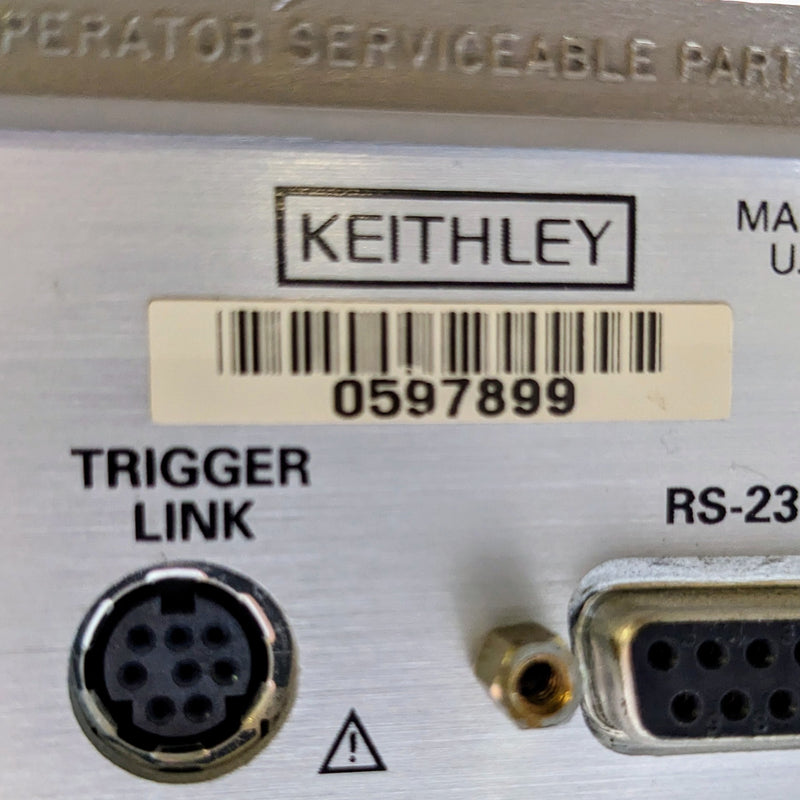 PERATOR SERVICEABLE PART
KEITHLEY
MA
U.
0597899
TRIGGER
LINK
RS-23